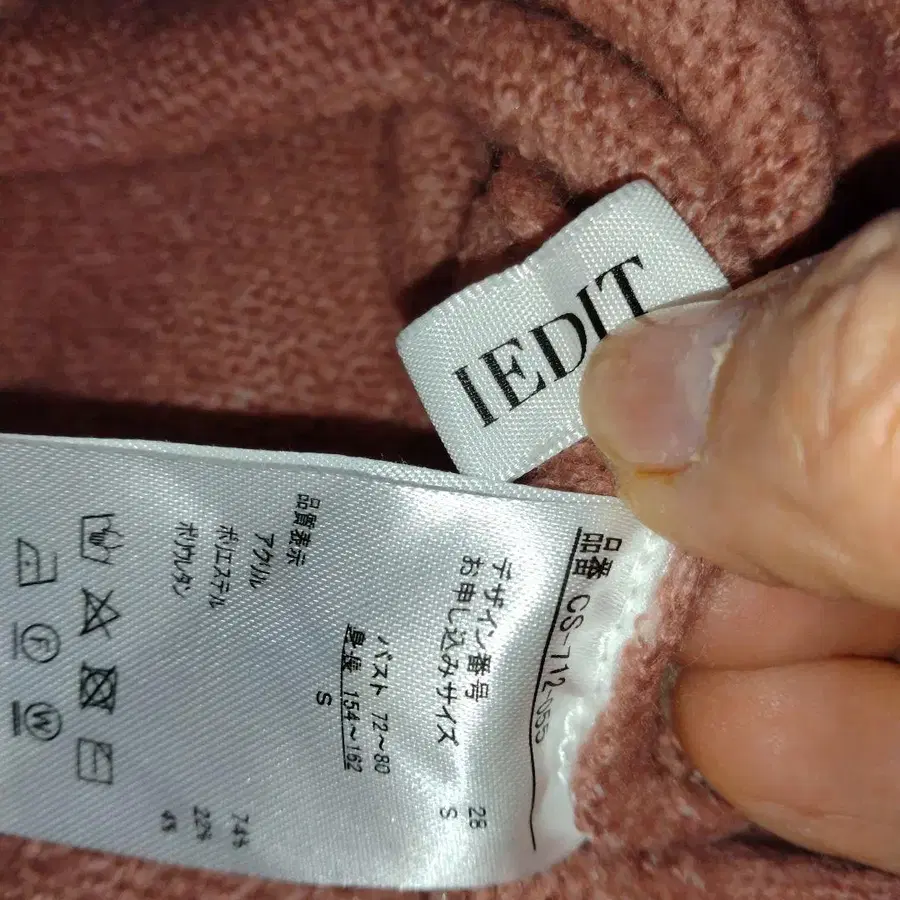 IEDIT
品番 CS-712-055
デザイン番号 28
お申し込みサイズ S
バスト 72~80
身長 154~162
S
品質表示
アクリル 74%
ポリエステル 22%
ポリウレタン 4%
F
W